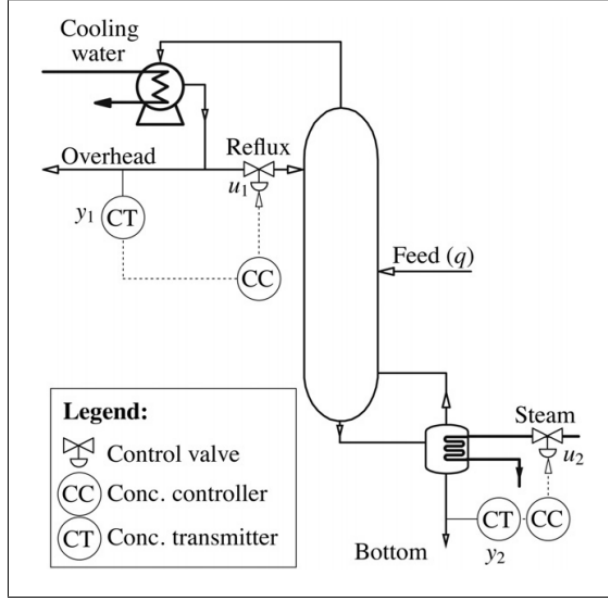 Cooling
water
Overhead
Reflux
u1
y1
CT
CC
Feed (q)
Steam
u2
CT
CC
Bottom
y2
Legend:
Control valve
CC Conc. controller
CT Conc. transmitter